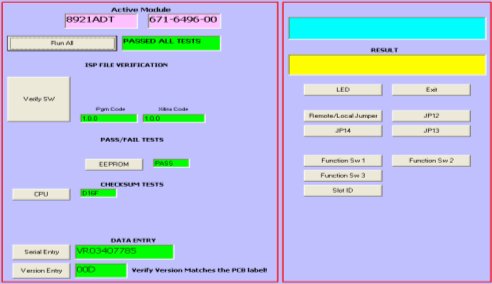 Active Module
8921ADT 671-6496-00
Run All PASSED ALL TESTS
ISP FILE VERIFICATION
Verify SW
Pgm Code Xilinx Code
1.0.0 1.0.0
PASS/FAIL TESTS
EEPROM PASS
CHECKSUM TESTS
CPU D16F
DATA ENTRY
Serial Entry VR03407785
Version Entry 00D Verify Version Matches the PCB label!
RESULT
LED Exit
Remote/Local Jumper JP12
JP14 JP13
Function Sw 1 Function Sw 2
Function Sw 3
Slot ID